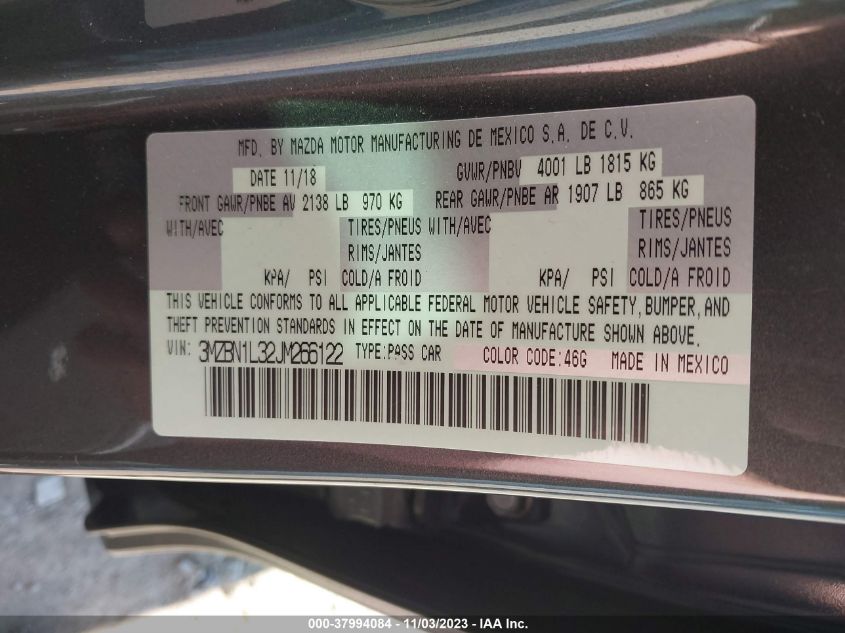 MFD. BY MAZDA MOTOR MANUFACTURING DE MEXICO S.A. DE C.V.
DATE 11/18 GVWR/PNBV 4001 LB 1815 KG
FRONT GAWR/PNBE AV 2138 LB 970 KG REAR GAWR/PNBE AR 1907 LB 865 KG
WITH/AVEC TIRES/PNEUS WITH/AVEC TIRES/PNEUS
RIMS/JANTES RIMS/JANTES
KPA/ PSI COLD/A FROID KPA/ PSI COLD/A FROID
THIS VEHICLE CONFORMS TO ALL APPLICABLE FEDERAL MOTOR VEHICLE SAFETY, BUMPER, AND
THEFT PREVENTION STANDARDS IN EFFECT ON THE DATE OF MANUFACTURE SHOWN ABOVE.
VIN: 3MZBN1L32JM266122 TYPE:PASS CAR COLOR CODE:46G MADE IN MEXICO
000-37994084 - 11/03/2023 - IAA Inc.